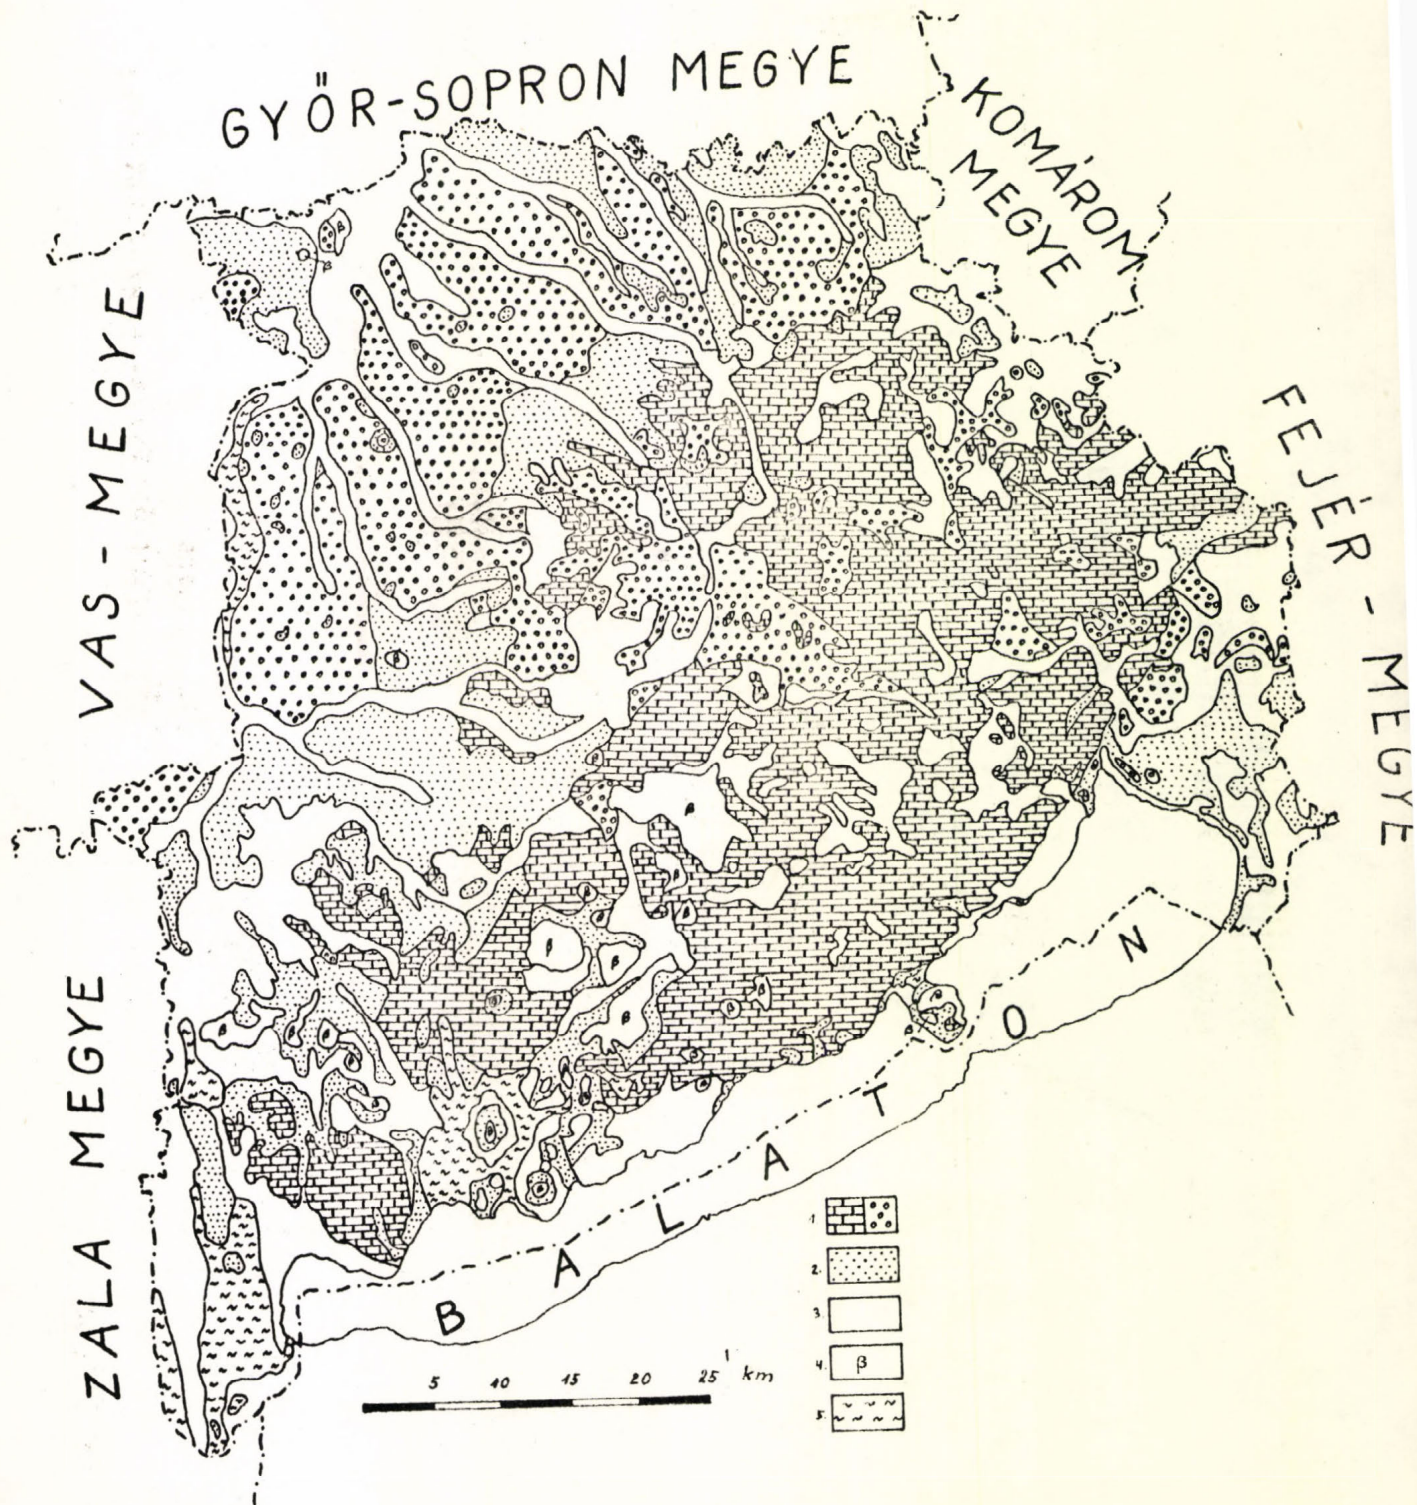 GYŐR-SOPRON MEGYE
KOMÁROM
MEGYE
VAS - MEGYE
FEJÉR - MEGYE
ZALA MEGYE
BALATON
1.
2.
3.
4. β
5.
5 10 15 20 25 km
β
β
β
β
β
β
β
β
β
β
β
β